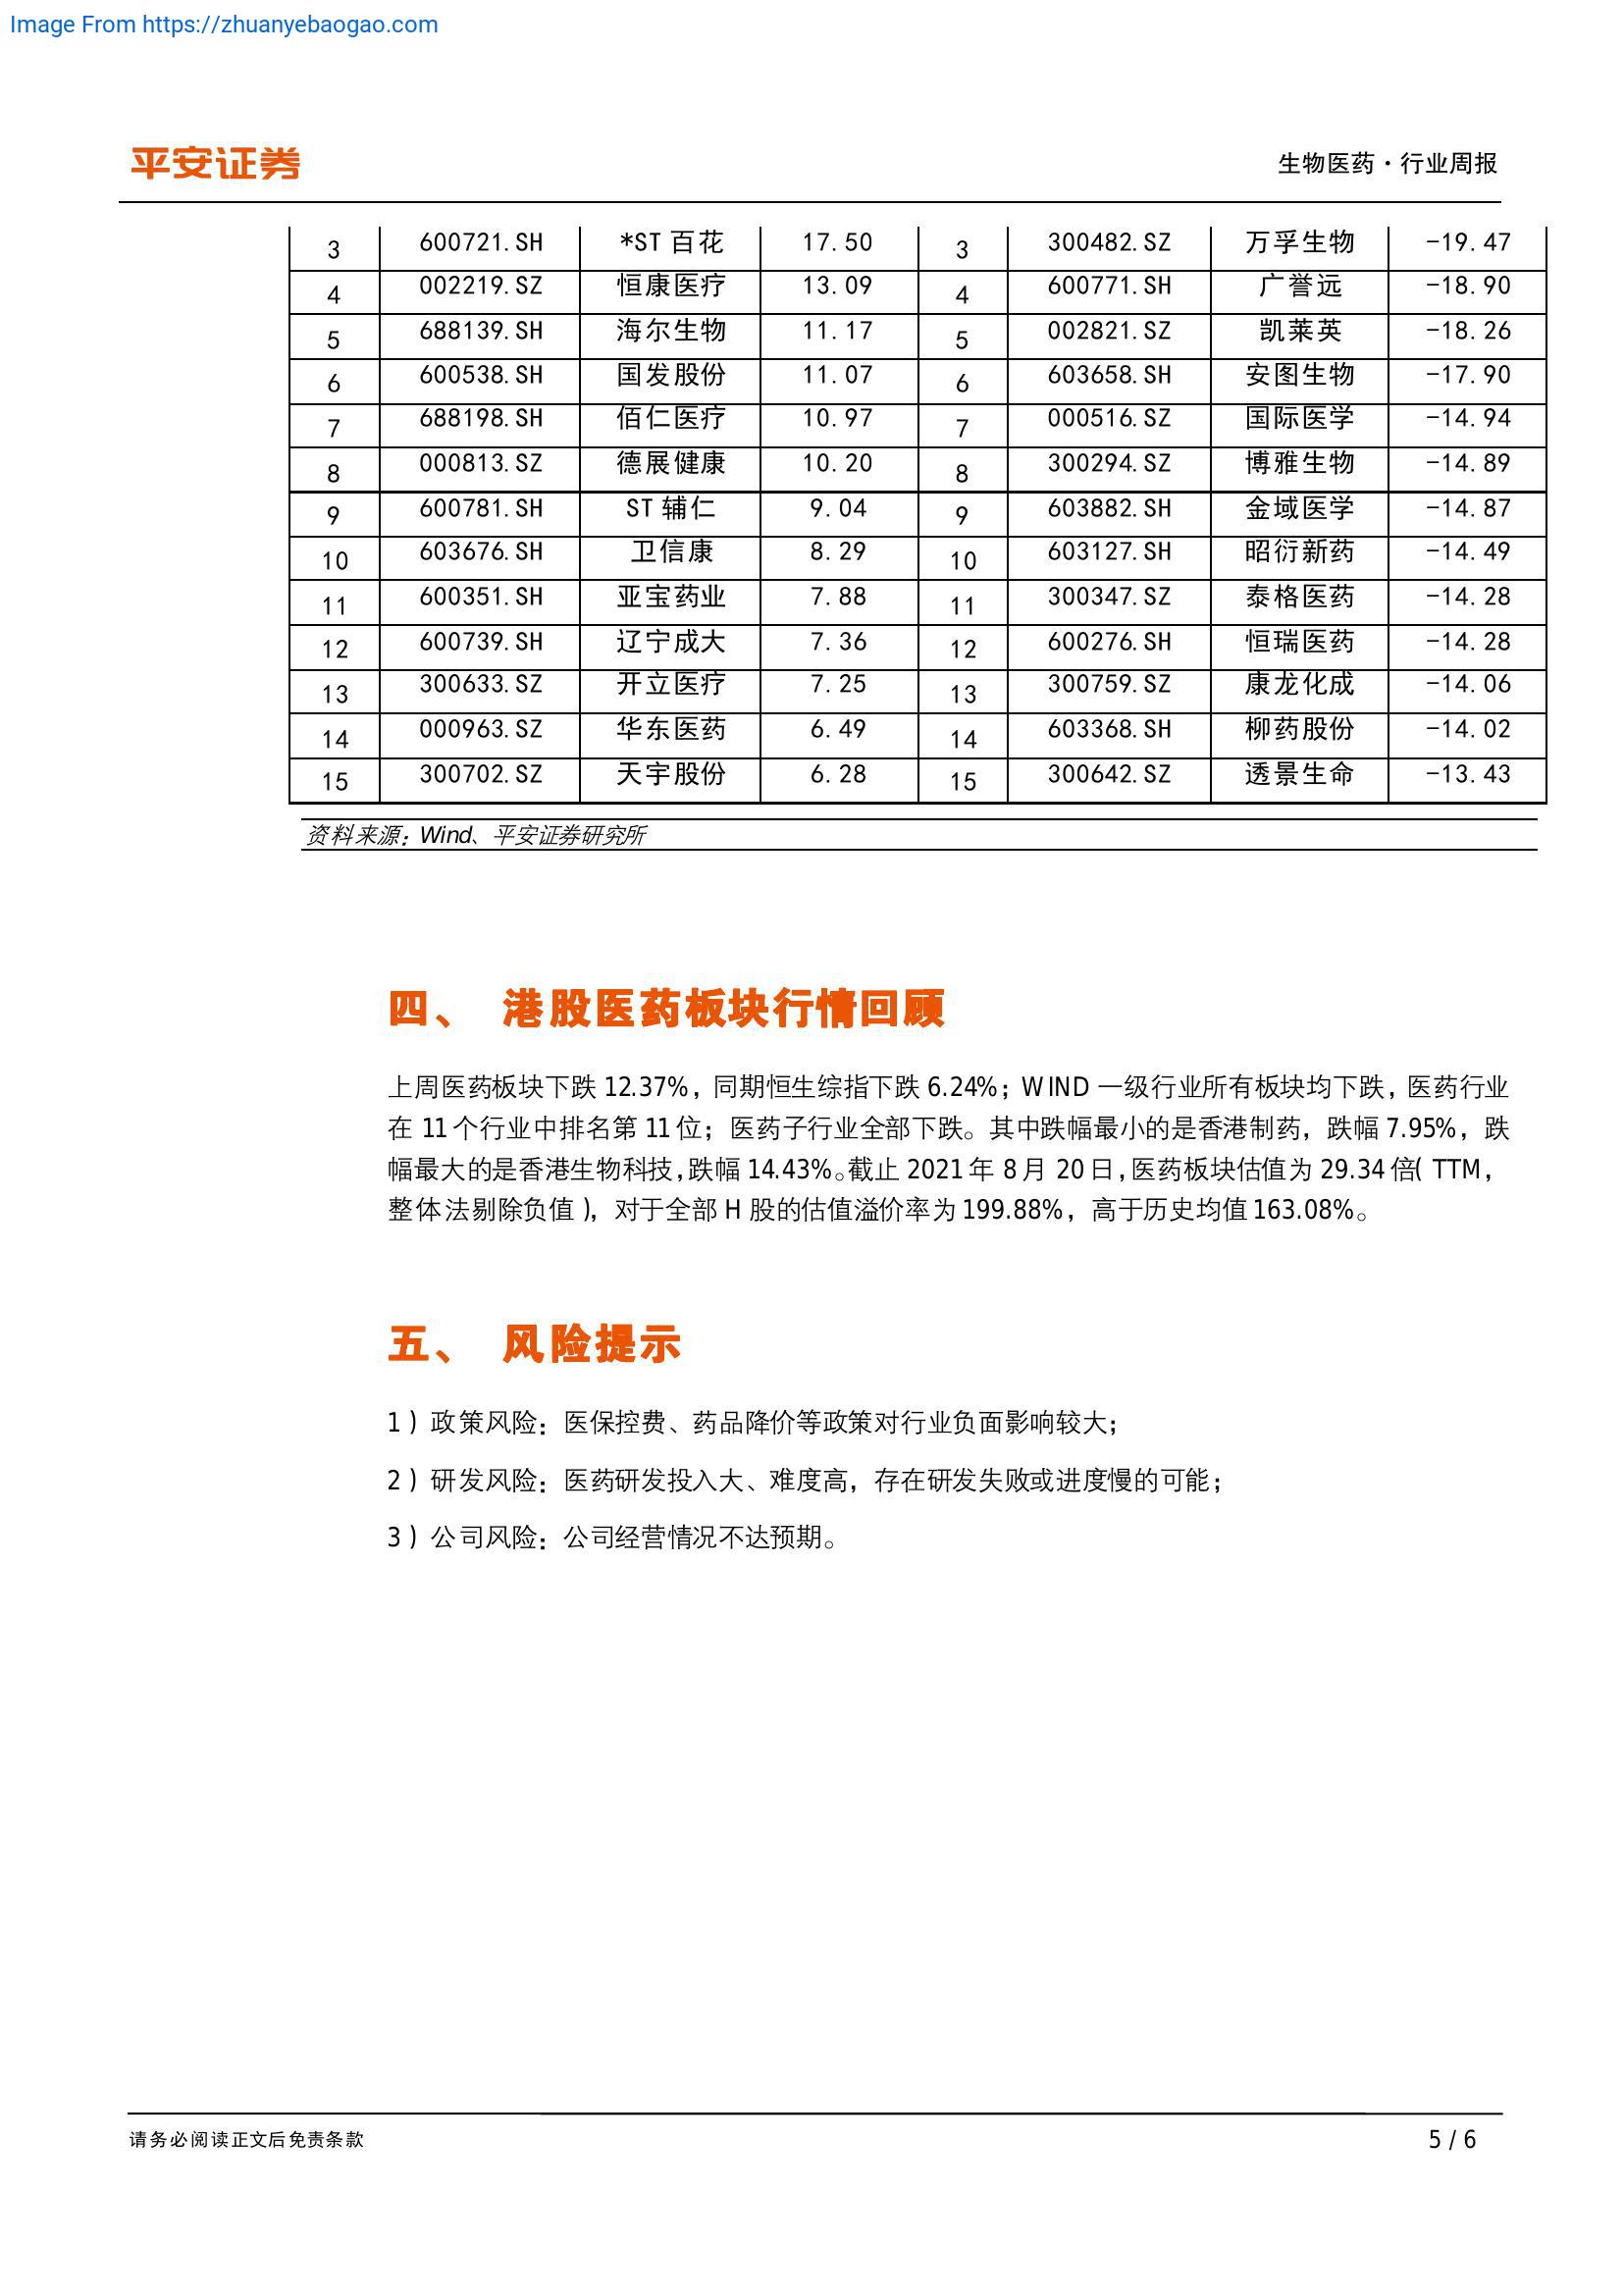 Image From https://zhuanyebaogao.com
平安证券
生物医药·行业周报
3 600721.SH *ST 百花 17.50 3 300482.SZ 万孚生物 -19.47
4 002219.SZ 恒康医疗 13.09 4 600771.SH 广誉远 -18.90
5 688139.SH 海尔生物 11.17 5 002821.SZ 凯莱英 -18.26
6 600538.SH 国发股份 11.07 6 603658.SH 安图生物 -17.90
7 688198.SH 佰仁医疗 10.97 7 000516.SZ 国际医学 -14.94
8 000813.SZ 德展健康 10.20 8 300294.SZ 博雅生物 -14.89
9 600781.SH ST 辅仁 9.04 9 603882.SH 金域医学 -14.87
10 603676.SH 卫信康 8.29 10 603127.SH 昭衍新药 -14.49
11 600351.SH 亚宝药业 7.88 11 300347.SZ 泰格医药 -14.28
12 600739.SH 辽宁成大 7.36 12 600276.SH 恒瑞医药 -14.28
13 300633.SZ 开立医疗 7.25 13 300759.SZ 康龙化成 -14.06
14 000963.SZ 华东医药 6.49 14 603368.SH 柳药股份 -14.02
15 300702.SZ 天宇股份 6.28 15 300642.SZ 透景生命 -13.43
资料来源：Wind、平安证券研究所
四、 港股医药板块行情回顾
上周医药板块下跌 12.37%，同期恒生综指下跌 6.24%；WIND 一级行业所有板块均下跌，医药行业
在 11 个行业中排名第 11 位；医药子行业全部下跌。其中跌幅最小的是香港制药，跌幅 7.95%，跌
幅最大的是香港生物科技，跌幅 14.43%。截止 2021 年 8 月 20 日，医药板块估值为 29.34 倍（TTM，
整体法剔除负值），对于全部 H 股的估值溢价率为 199.88%，高于历史均值 163.08%。
五、 风险提示
1）政策风险：医保控费、药品降价等政策对行业负面影响较大；
2）研发风险：医药研发投入大、难度高，存在研发失败或进度慢的可能；
3）公司风险：公司经营情况不达预期。
请务必阅读正文后免责条款
5 / 6